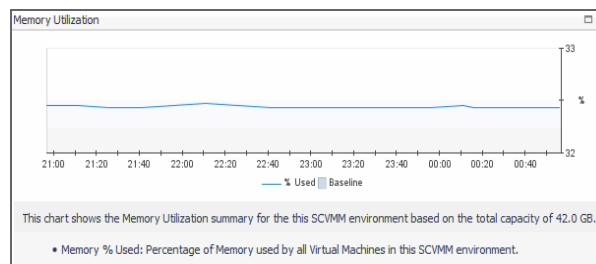 Memory Utilization
33
%
32
21:00 21:20 21:40 22:00 22:20 22:40 23:00 23:20 23:40 00:00 00:20 00:40
% Used Baseline
This chart shows the Memory Utilization summary for the this SCVMM environment based on the total capacity of 42.0 GB.
• Memory % Used: Percentage of Memory used by all Virtual Machines in this SCVMM environment.